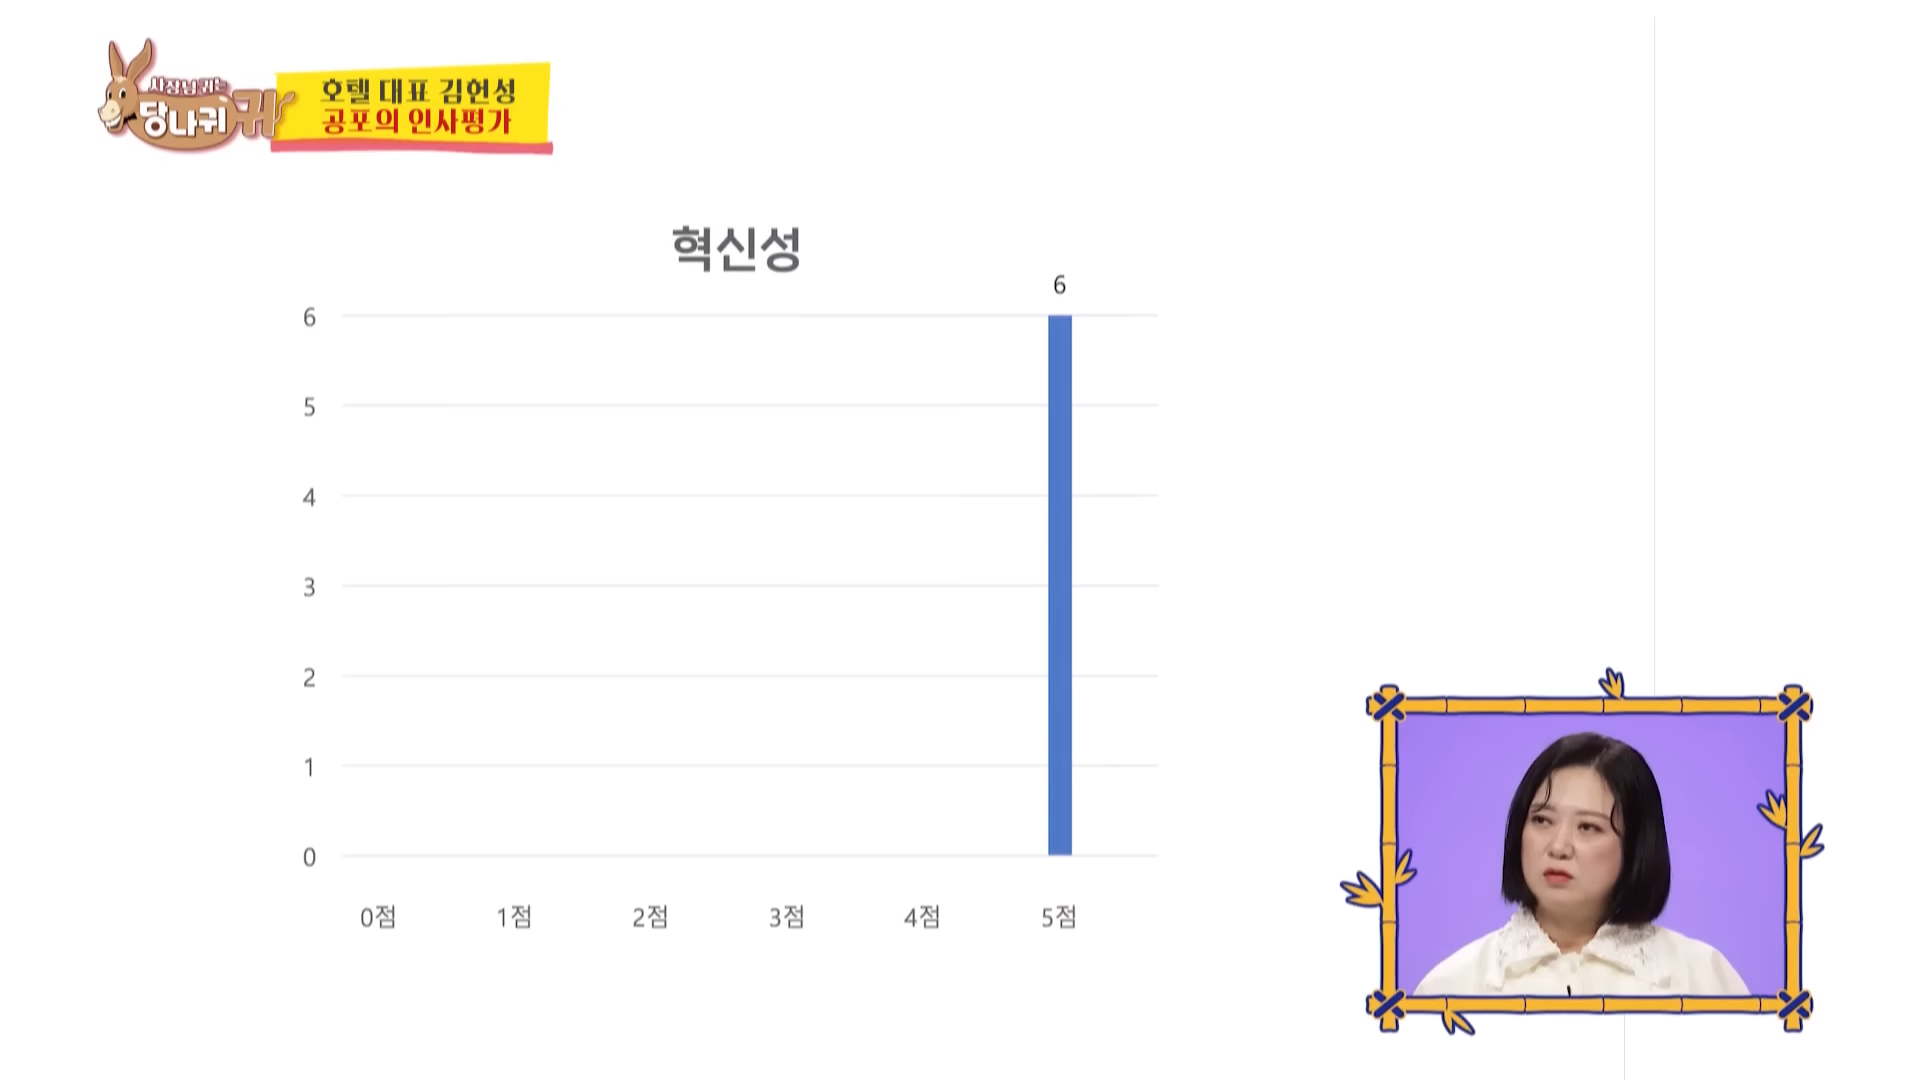 사장님 귀는
당나귀 귀
호텔 대표 김헌성
공포의 인사평가
혁신성
6
6
5
4
3
2
1
0
0점 1점 2점 3점 4점 5점